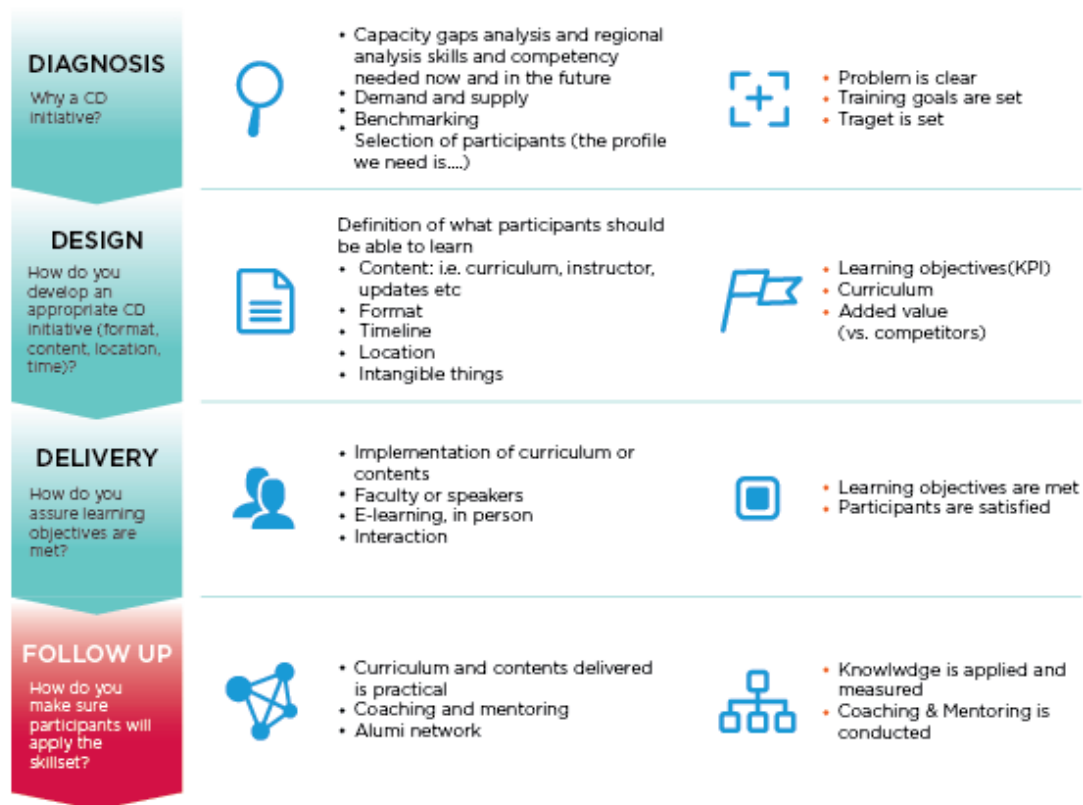 DIAGNOSIS
Why a CD
initiative?
• Capacity gaps analysis and regional
analysis skills and competency
needed now and in the future
• Demand and supply
• Benchmarking
• Selection of participants (the profile
we need is....)
• Problem is clear
• Training goals are set
• Traget is set
DESIGN
How do you
develop an
appropriate CD
initiative (format,
content, location,
time)?
Definition of what participants should
be able to learn
• Content: i.e. curriculum, instructor,
updates etc
• Format
• Timeline
• Location
• Intangible things
• Learning objectives(KPI)
• Curriculum
• Added value
(vs. competitors)
DELIVERY
How do you
assure learning
objectives are
met?
• Implementation of curriculum or
contents
• Faculty or speakers
• E-learning, in person
• Interaction
• Learning objectives are met
• Participants are satisfied
FOLLOW UP
How do you
make sure
participants will
apply the
skillset?
• Curriculum and contents delivered
is practical
• Coaching and mentoring
• Alumi network
• Knowlwdge is applied and
measured
• Coaching & Mentoring is
conducted